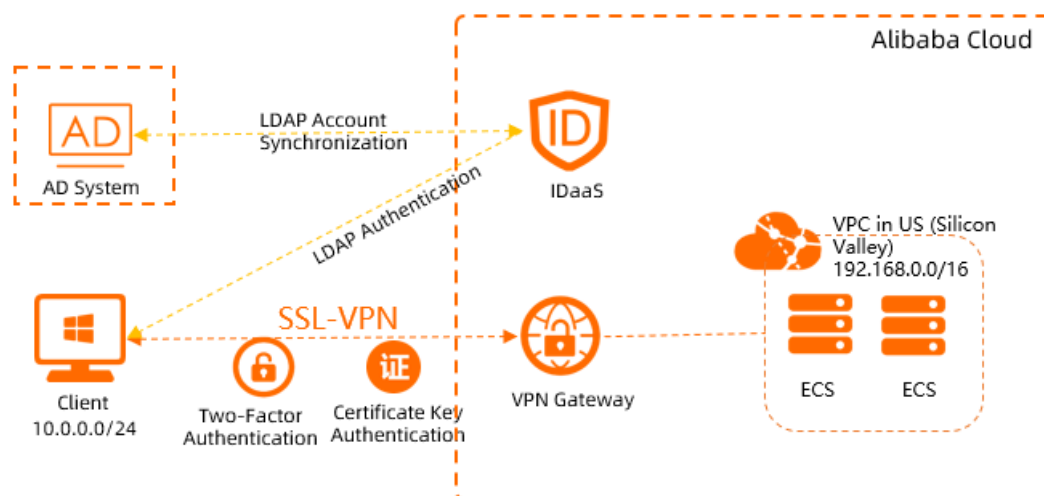 Alibaba Cloud
AD
AD System
LDAP Account
Synchronization
ID
IDaaS
LDAP Authentication
VPC in US (Silicon
Valley)
192.168.0.0/16
SSL-VPN
证
Client
10.0.0.0/24
Two-Factor
Authentication
Certificate Key
Authentication
VPN Gateway
ECS
ECS